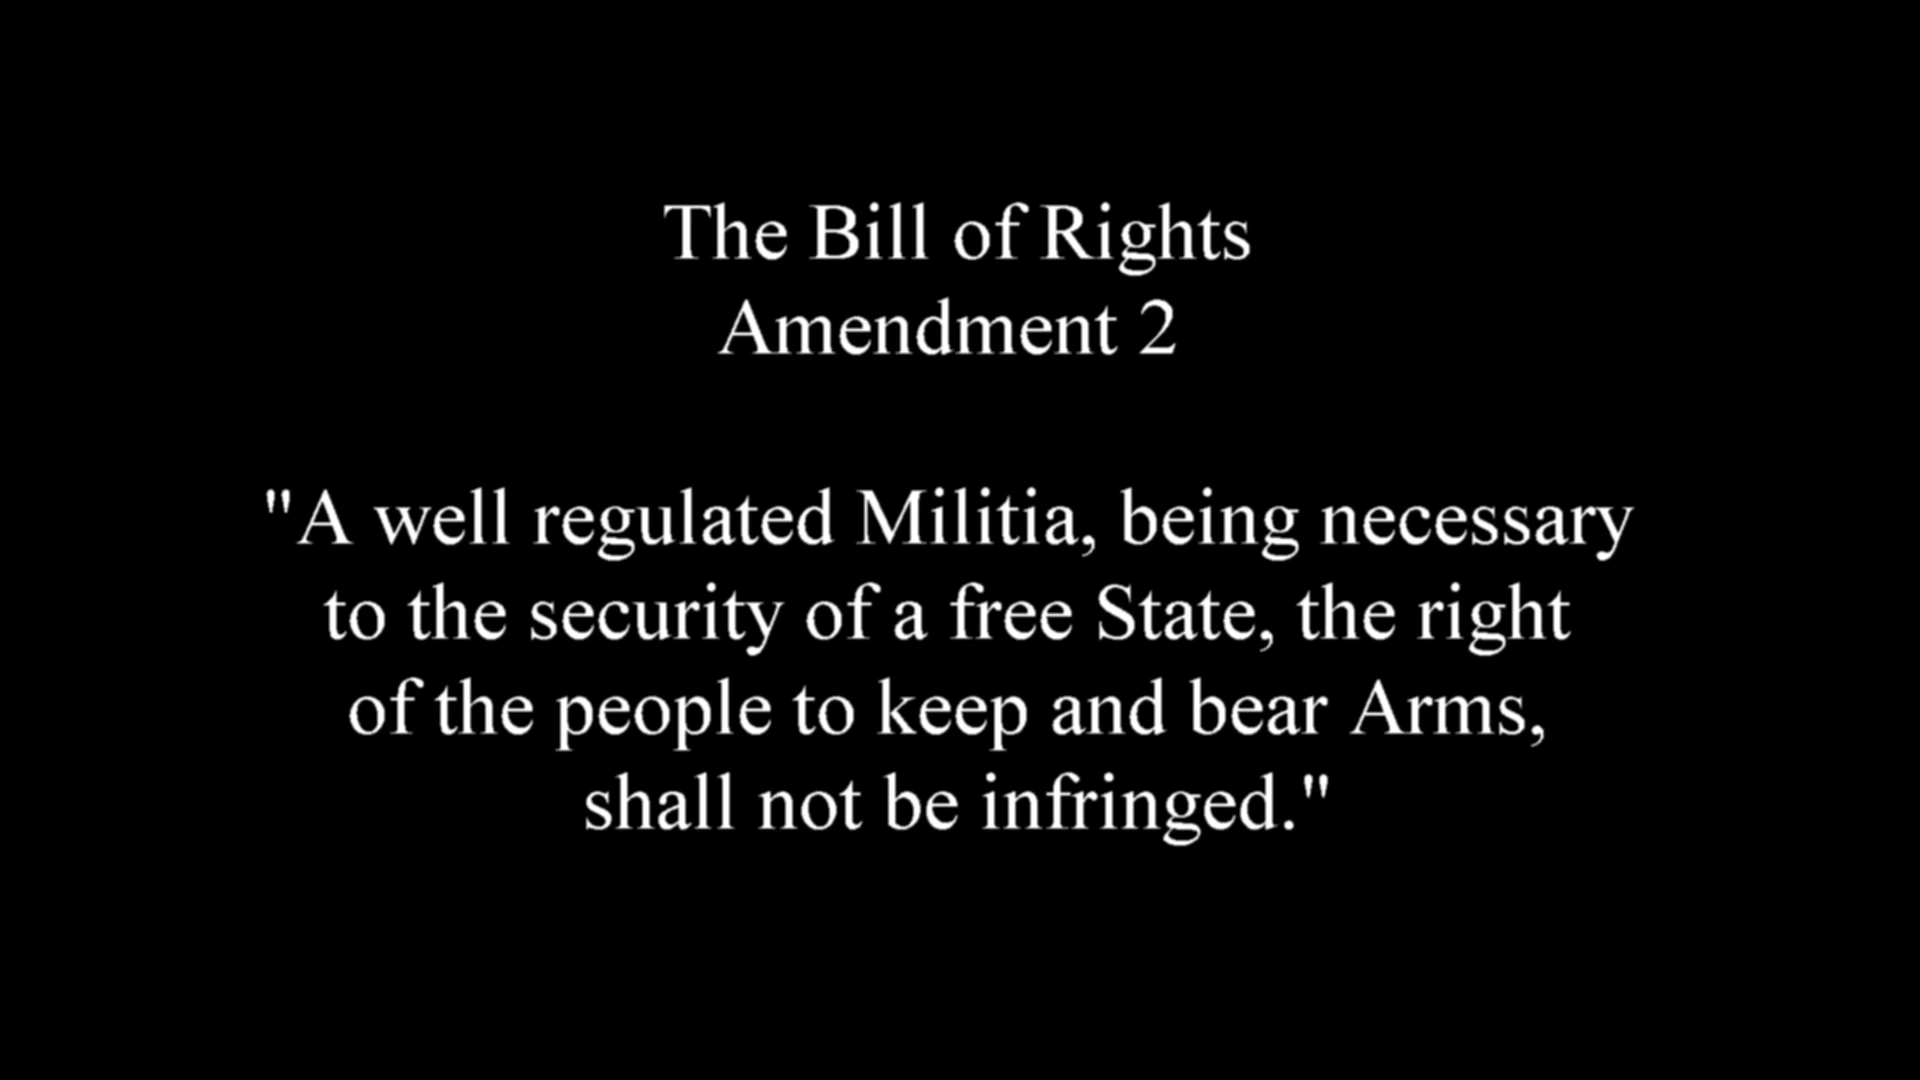 The Bill of Rights
Amendment 2
"A well regulated Militia, being necessary
to the security of a free State, the right
of the people to keep and bear Arms,
shall not be infringed."